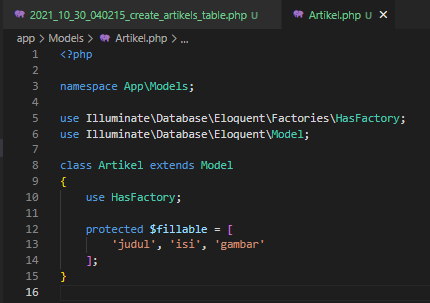 2021_10_30_040215_create_artikels_table.php U Artikel.php U ×
app > Models > Artikel.php > ...
1 <?php
2
3 namespace App\Models;
4
5 use Illuminate\Database\Eloquent\Factories\HasFactory;
6 use Illuminate\Database\Eloquent\Model;
7
8 class Artikel extends Model
9 {
10     use HasFactory;
11
12     protected $fillable = [
13         'judul', 'isi', 'gambar'
14     ];
15 }
16